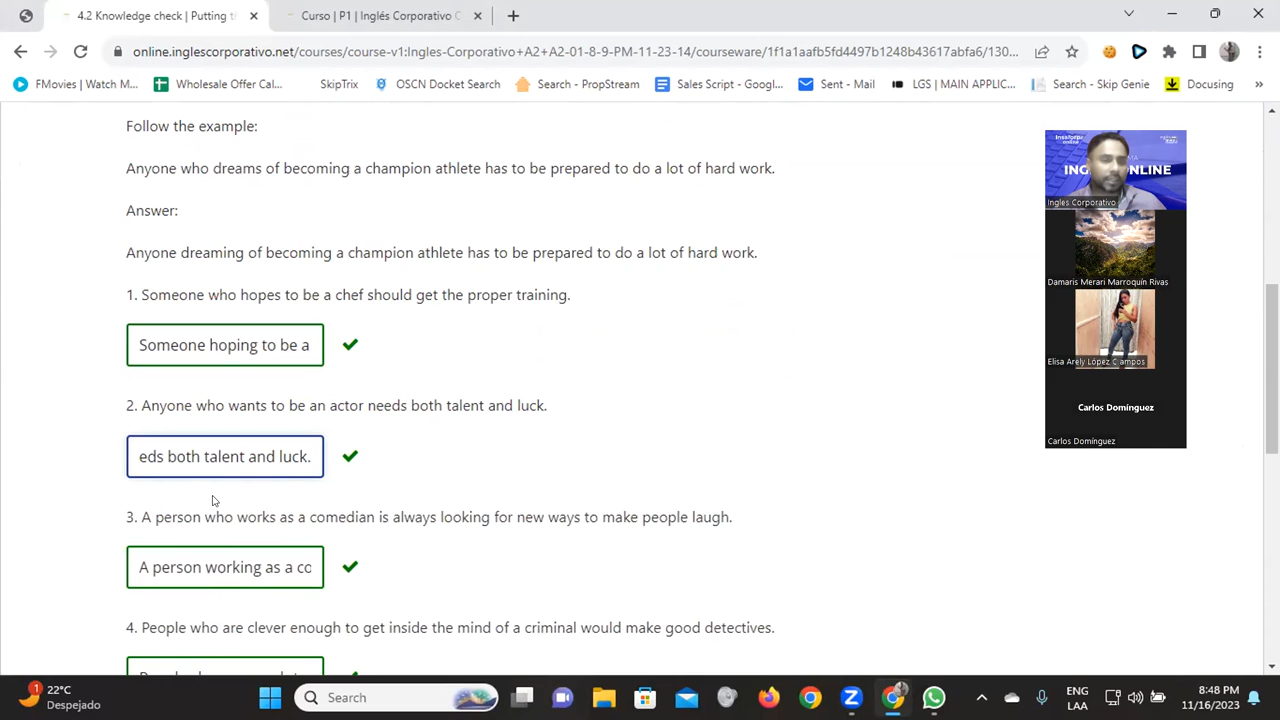 4.2 Knowledge check | Putting t
Curso | P1 | Inglés Corporativo C
online.inglescorporativo.net/courses/course-v1:Ingles-Corporativo+A2+A2-01-8-9-PM-11-23-14/courseware/1f1a1aafb5fd4497b1248b43617abfa6/130...
FMovies | Watch M...
Wholesale Offer Cal...
SkipTrix
OSCN Docket Search
Search - PropStream
Sales Script - Googl...
Sent - Mail
LGS | MAIN APPLIC...
Search - Skip Genie
Docusing
»
Follow the example:
Anyone who dreams of becoming a champion athlete has to be prepared to do a lot of hard work.
Answer:
Anyone dreaming of becoming a champion athlete has to be prepared to do a lot of hard work.
1. Someone who hopes to be a chef should get the proper training.
Someone hoping to be a
2. Anyone who wants to be an actor needs both talent and luck.
eds both talent and luck.
3. A person who works as a comedian is always looking for new ways to make people laugh.
A person working as a co
4. People who are clever enough to get inside the mind of a criminal would make good detectives.
ING NLINE
Ingles Corporativo
Damaris Merari Marroquín Rivas
Elisa Arely López C ampos
Carlos Domínguez
Carlos Domínguez
1
22°C
Despejado
Search
ENG
LAA
8:48 PM
11/16/2023